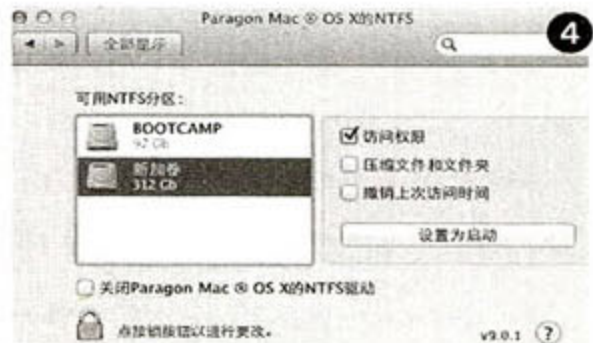 Paragon Mac ® OS X的NTFS
4
全部显示
可用NTFS分区:
BOOTCAMP
92 Gb
新加卷
312 Gb
访问权限
压缩文件和文件夹
撤销上次访问时间
设置为启动
关闭Paragon Mac ® OS X的NTFS驱动
点按锁按钮以进行更改。
v9.0.1 ?